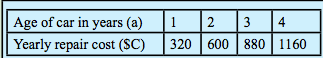 Age of car in years (a) 1 2 3 4
Yearly repair cost ($C) 320 600 880 1160